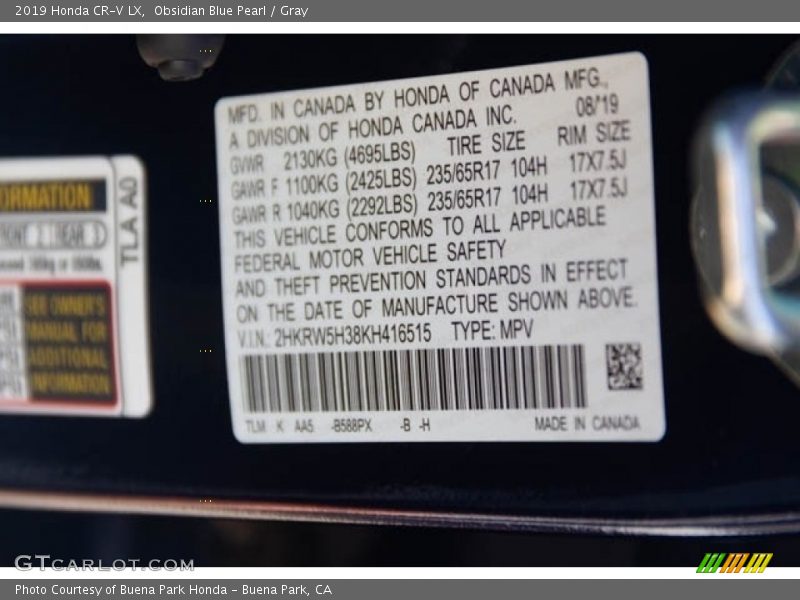 2019 Honda CR-V LX,  Obsidian Blue Pearl / Gray
MFD. IN CANADA BY HONDA OF CANADA MFG.,
A DIVISION OF HONDA CANADA INC. 08/19
GVWR 2130KG (4695LBS) TIRE SIZE RIM SIZE
GAWR F 1100KG (2425LBS) 235/65R17 104H 17X7.5J
GAWR R 1040KG (2292LBS) 235/65R17 104H 17X7.5J
THIS VEHICLE CONFORMS TO ALL APPLICABLE
FEDERAL MOTOR VEHICLE SAFETY
AND THEFT PREVENTION STANDARDS IN EFFECT
ON THE DATE OF MANUFACTURE SHOWN ABOVE.
V.I.N.: 2HKRW5H38KH416515 TYPE: MPV
TLM K AA5 -B588PX -B -H MADE IN CANADA
ORMATION
TLA A0
REAR
SEE OWNER'S
MANUAL FOR
ADDITIONAL
INFORMATION
GTCARLOT.COM
Photo Courtesy of Buena Park Honda - Buena Park, CA